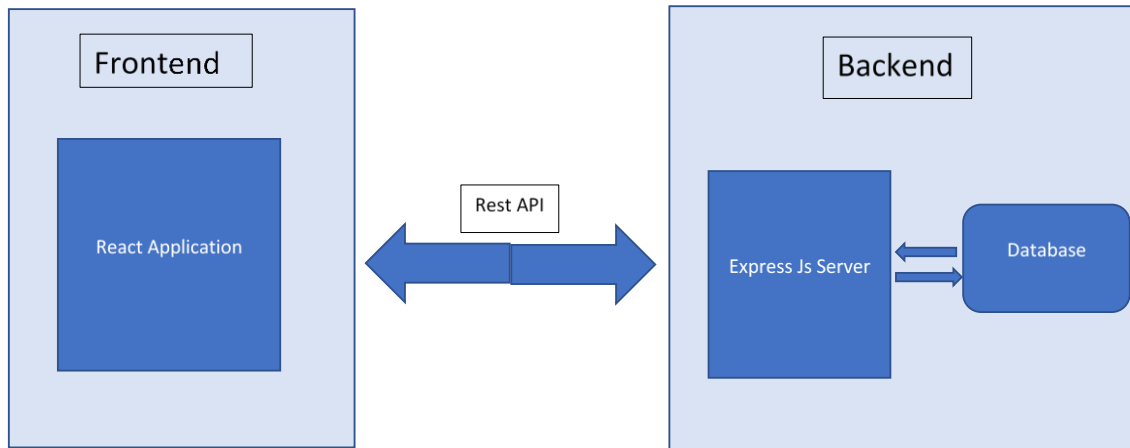 Frontend
Backend
Rest API
React Application
Express Js Server
Database